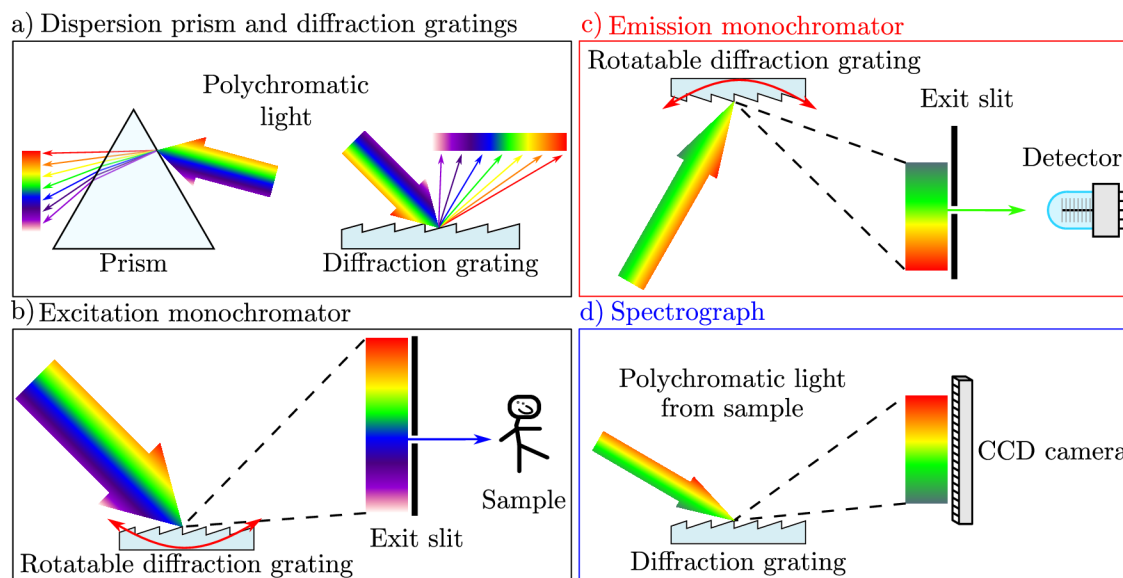 a) Dispersion prism and diffraction gratings
Polychromatic
light
Prism
Diffraction grating
b) Excitation monochromator
Sample
Exit slit
Rotatable diffraction grating
c) Emission monochromator
Rotatable diffraction grating
Exit slit
Detector
d) Spectrograph
Polychromatic light
from sample
CCD camera
Diffraction grating